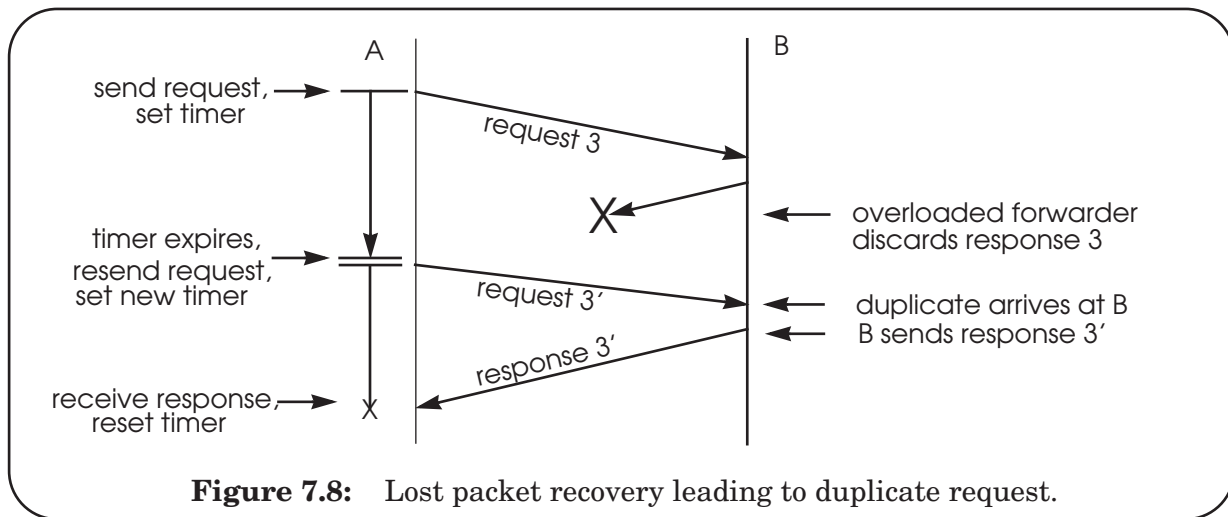 A
B
send request,
set timer
request 3
X
overloaded forwarder
discards response 3
timer expires,
resend request,
set new timer
request 3'
duplicate arrives at B
B sends response 3'
response 3'
receive response,
reset timer
X
Figure 7.8: Lost packet recovery leading to duplicate request.